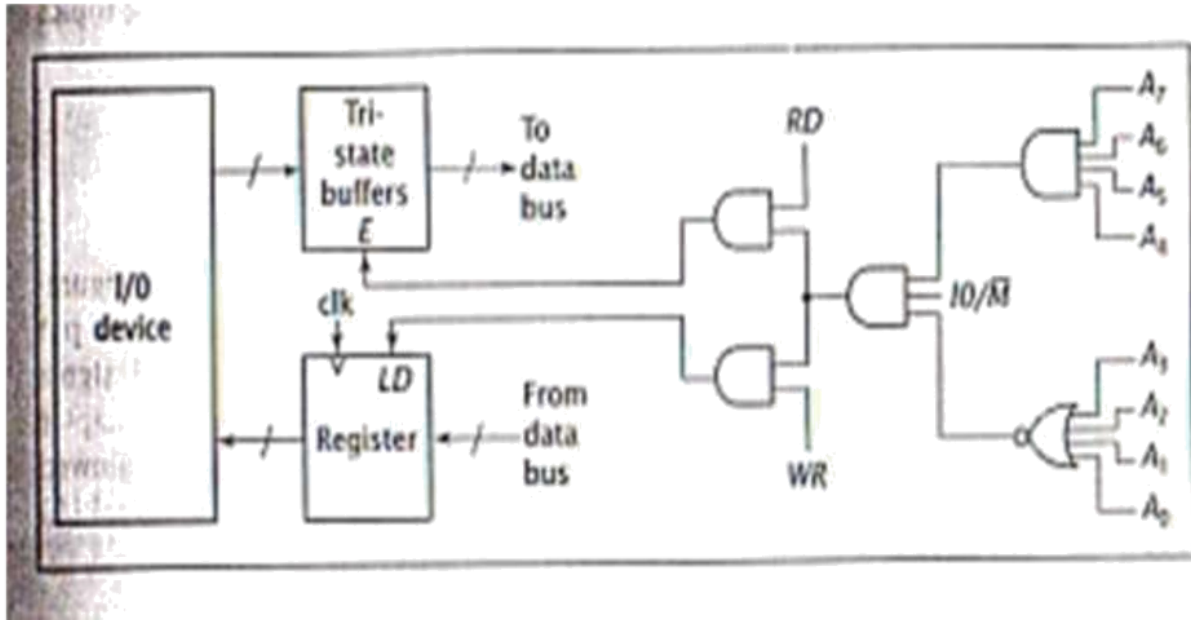 I/O
device
Tri-
state
buffers
E
To
data
bus
clk
LD
Register
From
data
bus
RD
WR
IO/M̅
A₇
A₆
A₅
A₄
A₃
A₂
A₁
A₀